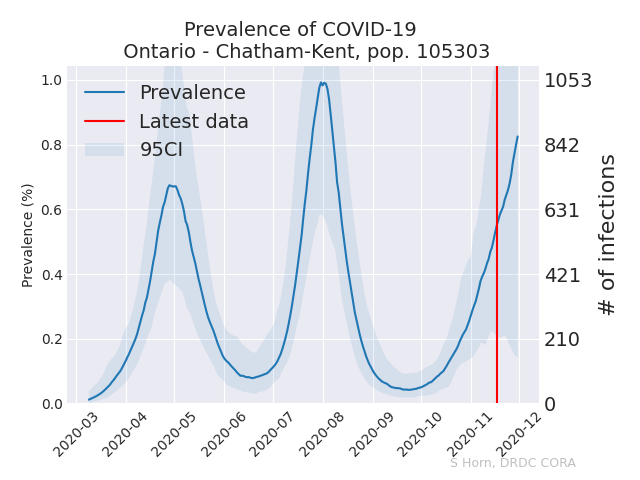 Prevalence of COVID-19
Ontario - Chatham-Kent, pop. 105303
Prevalence
Latest data
95CI
Prevalence (%)
1.0
0.8
0.6
0.4
0.2
0.0
1053
842
631
421
210
0
# of infections
2020-03
2020-04
2020-05
2020-06
2020-07
2020-08
2020-09
2020-10
2020-11
2020-12
S Horn, DRDC CORA